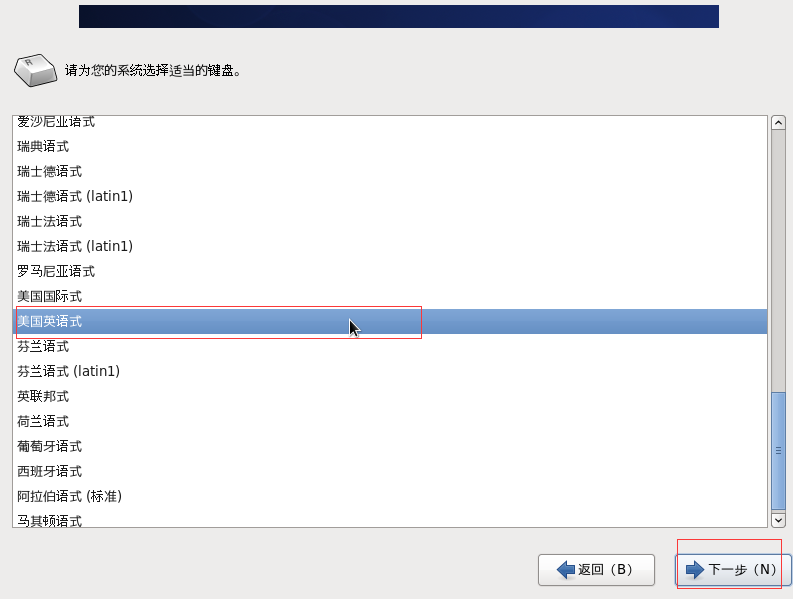 请为您的系统选择适当的键盘。
爱沙尼亚语式
瑞典语式
瑞士德语式
瑞士德语式 (latin1)
瑞士法语式
瑞士法语式 (latin1)
罗马尼亚语式
美国国际式
美国英语式
芬兰语式
芬兰语式 (latin1)
英联邦式
荷兰语式
葡萄牙语式
西班牙语式
阿拉伯语式 (标准)
马其顿语式
返回（B）
下一步（N）